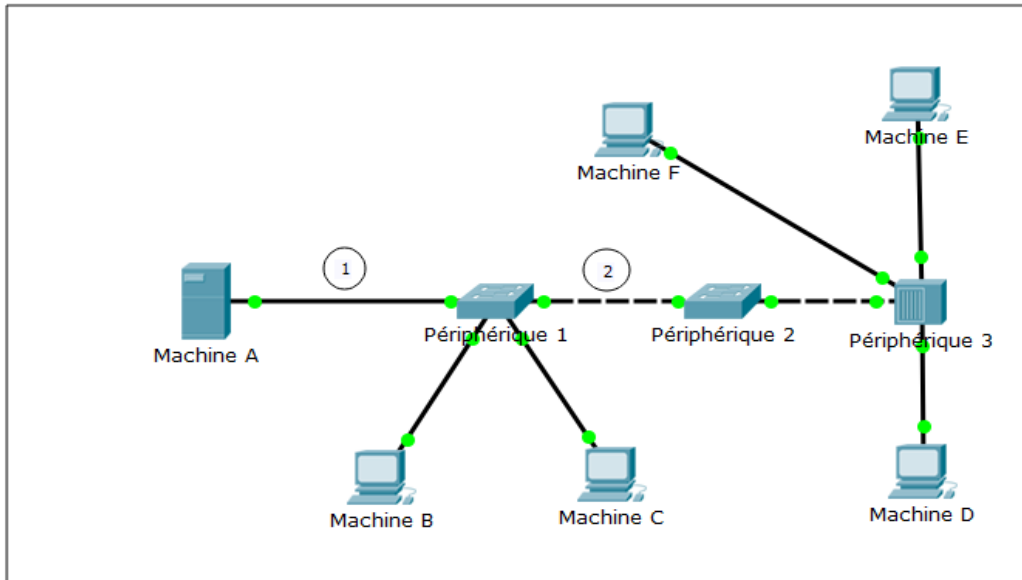 Machine E
Machine F
1
2
Machine A
Périphérique 1
Périphérique 2
Périphérique 3
Machine B
Machine C
Machine D